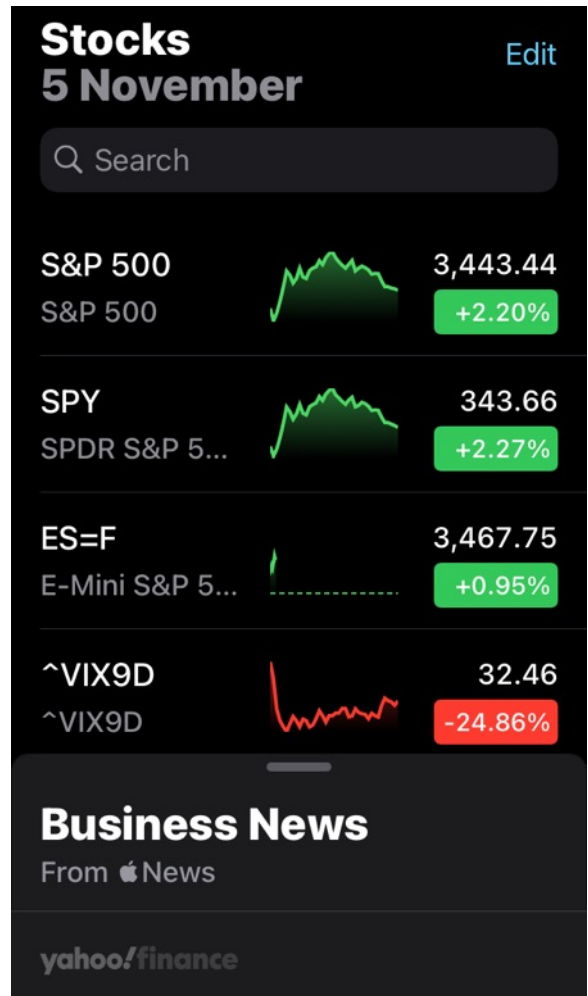 Stocks
Edit
5 November
Search
S&P 500
3,443.44
S&P 500
+2.20%
SPY
343.66
SPDR S&P 5...
+2.27%
ES=F
3,467.75
E-Mini S&P 5...
+0.95%
^VIX9D
32.46
^VIX9D
-24.86%
Business News
From News
yahoo!finance